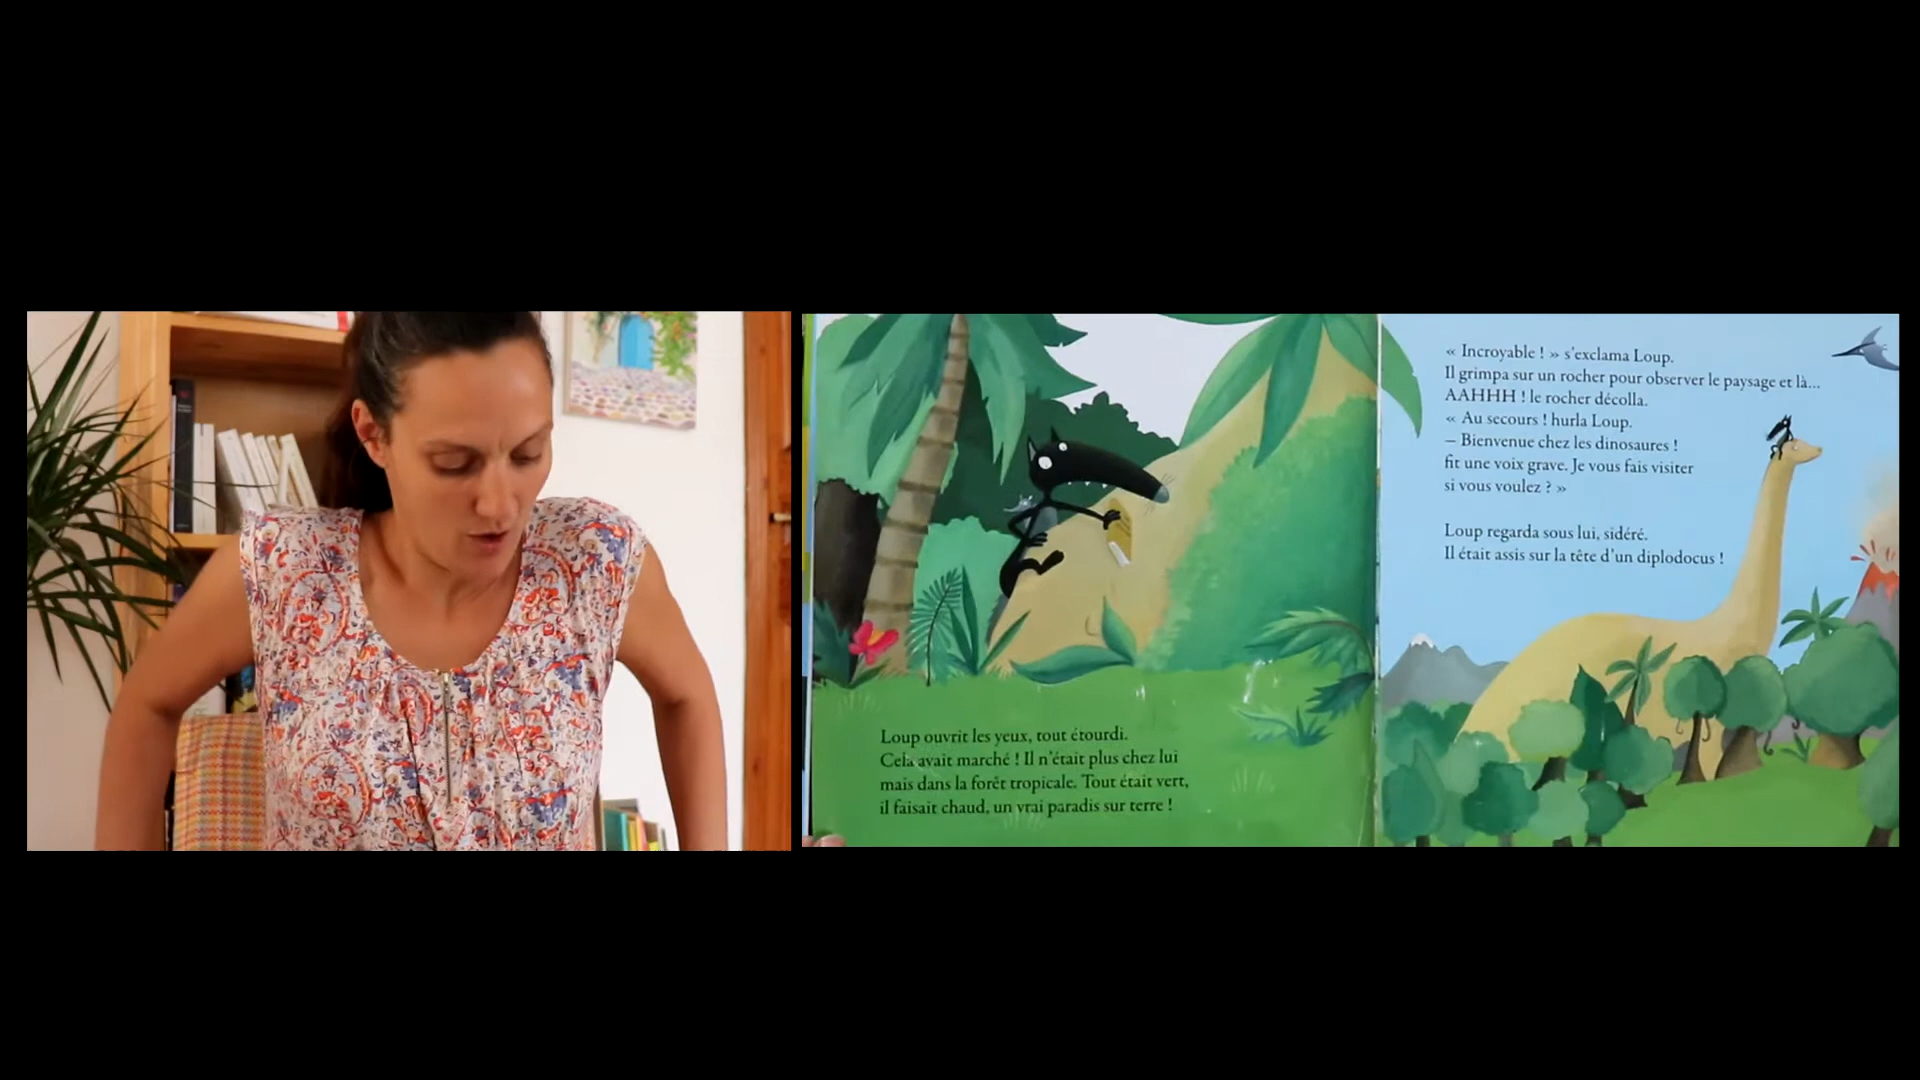 Loup ouvrit les yeux, tout étourdi.
Cela avait marché ! Il n'était plus chez lui
mais dans la forêt tropicale. Tout était vert,
il faisait chaud, un vrai paradis sur terre !
« Incroyable ! » s'exclama Loup.
Il grimpa sur un rocher pour observer le paysage et là...
AAHHH ! le rocher décolla.
« Au secours ! hurla Loup.
– Bienvenue chez les dinosaures !
fit une voix grave. Je vous fais visiter
si vous voulez ? »
Loup regarda sous lui, sidéré.
Il était assis sur la tête d'un diplodocus !